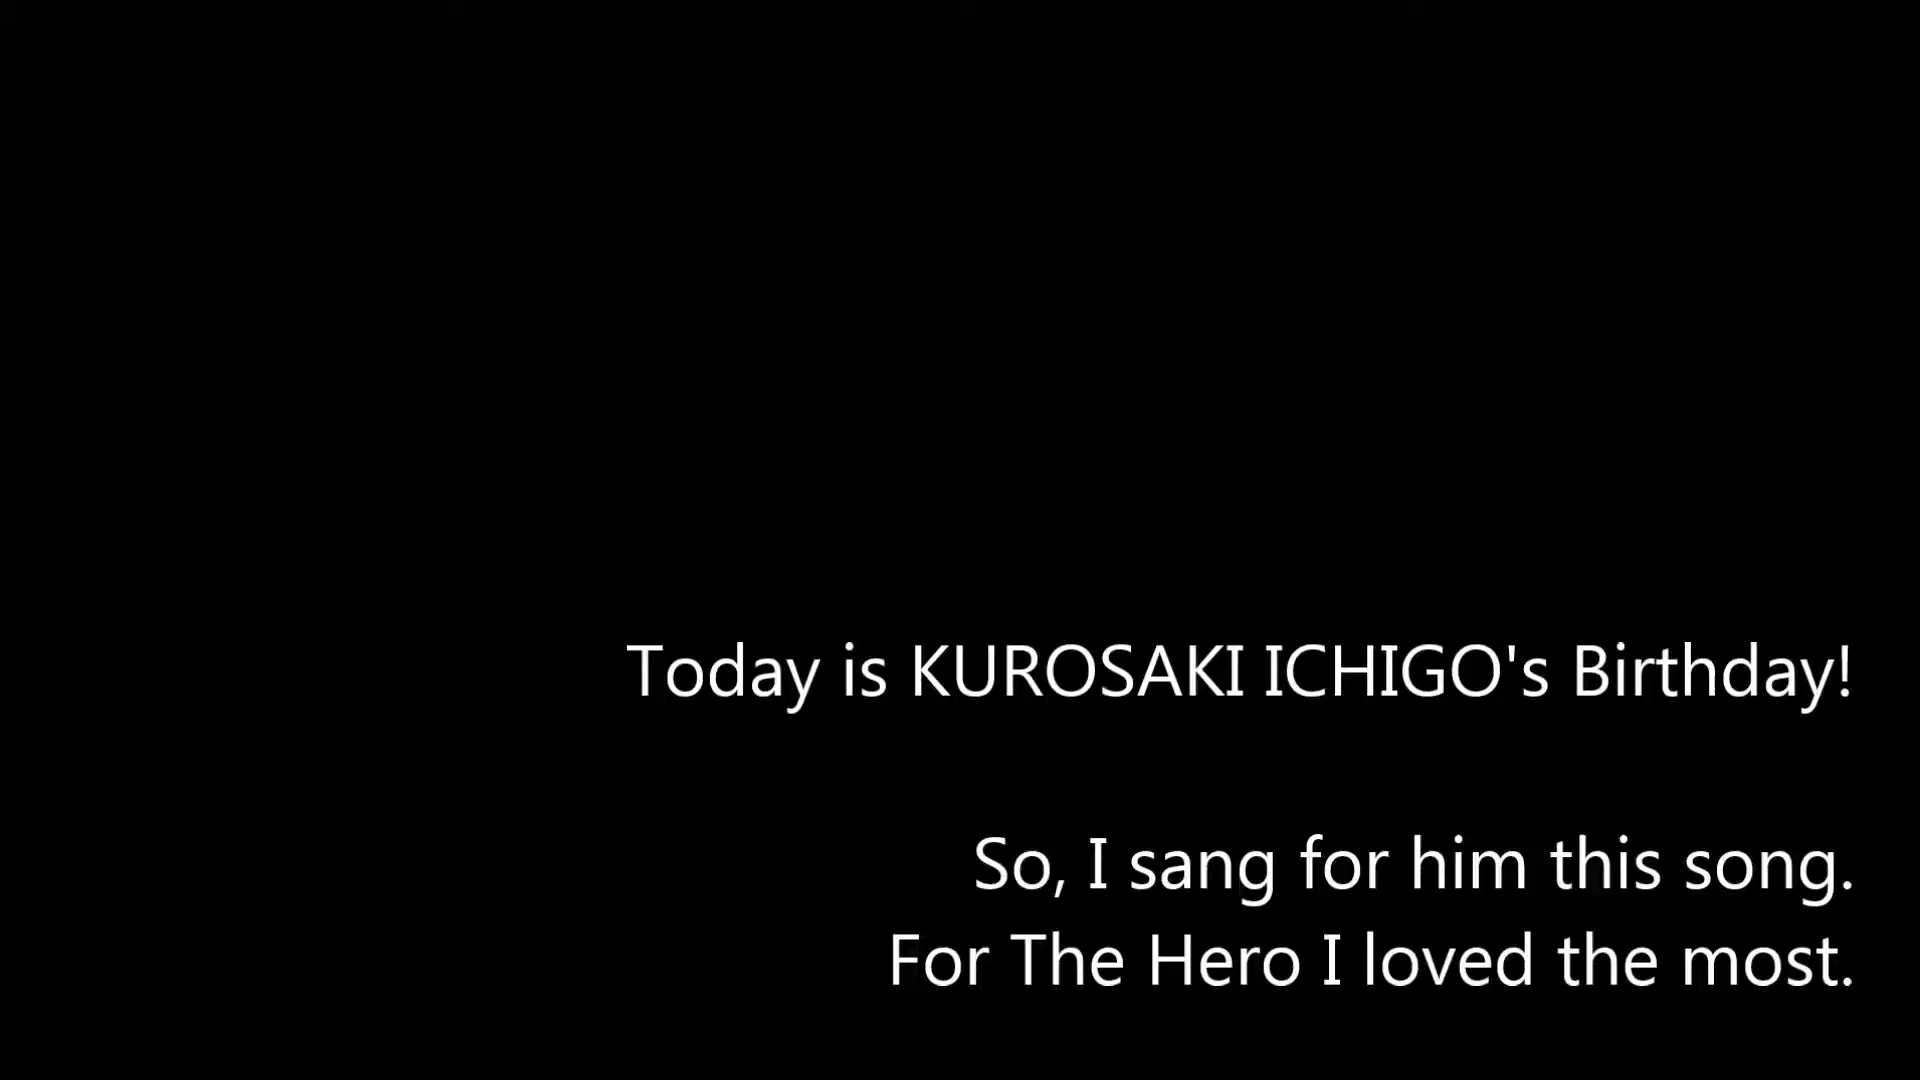 Today is KUROSAKI ICHIGO's Birthday!
So, I sang for him this song.
For The Hero I loved the most.